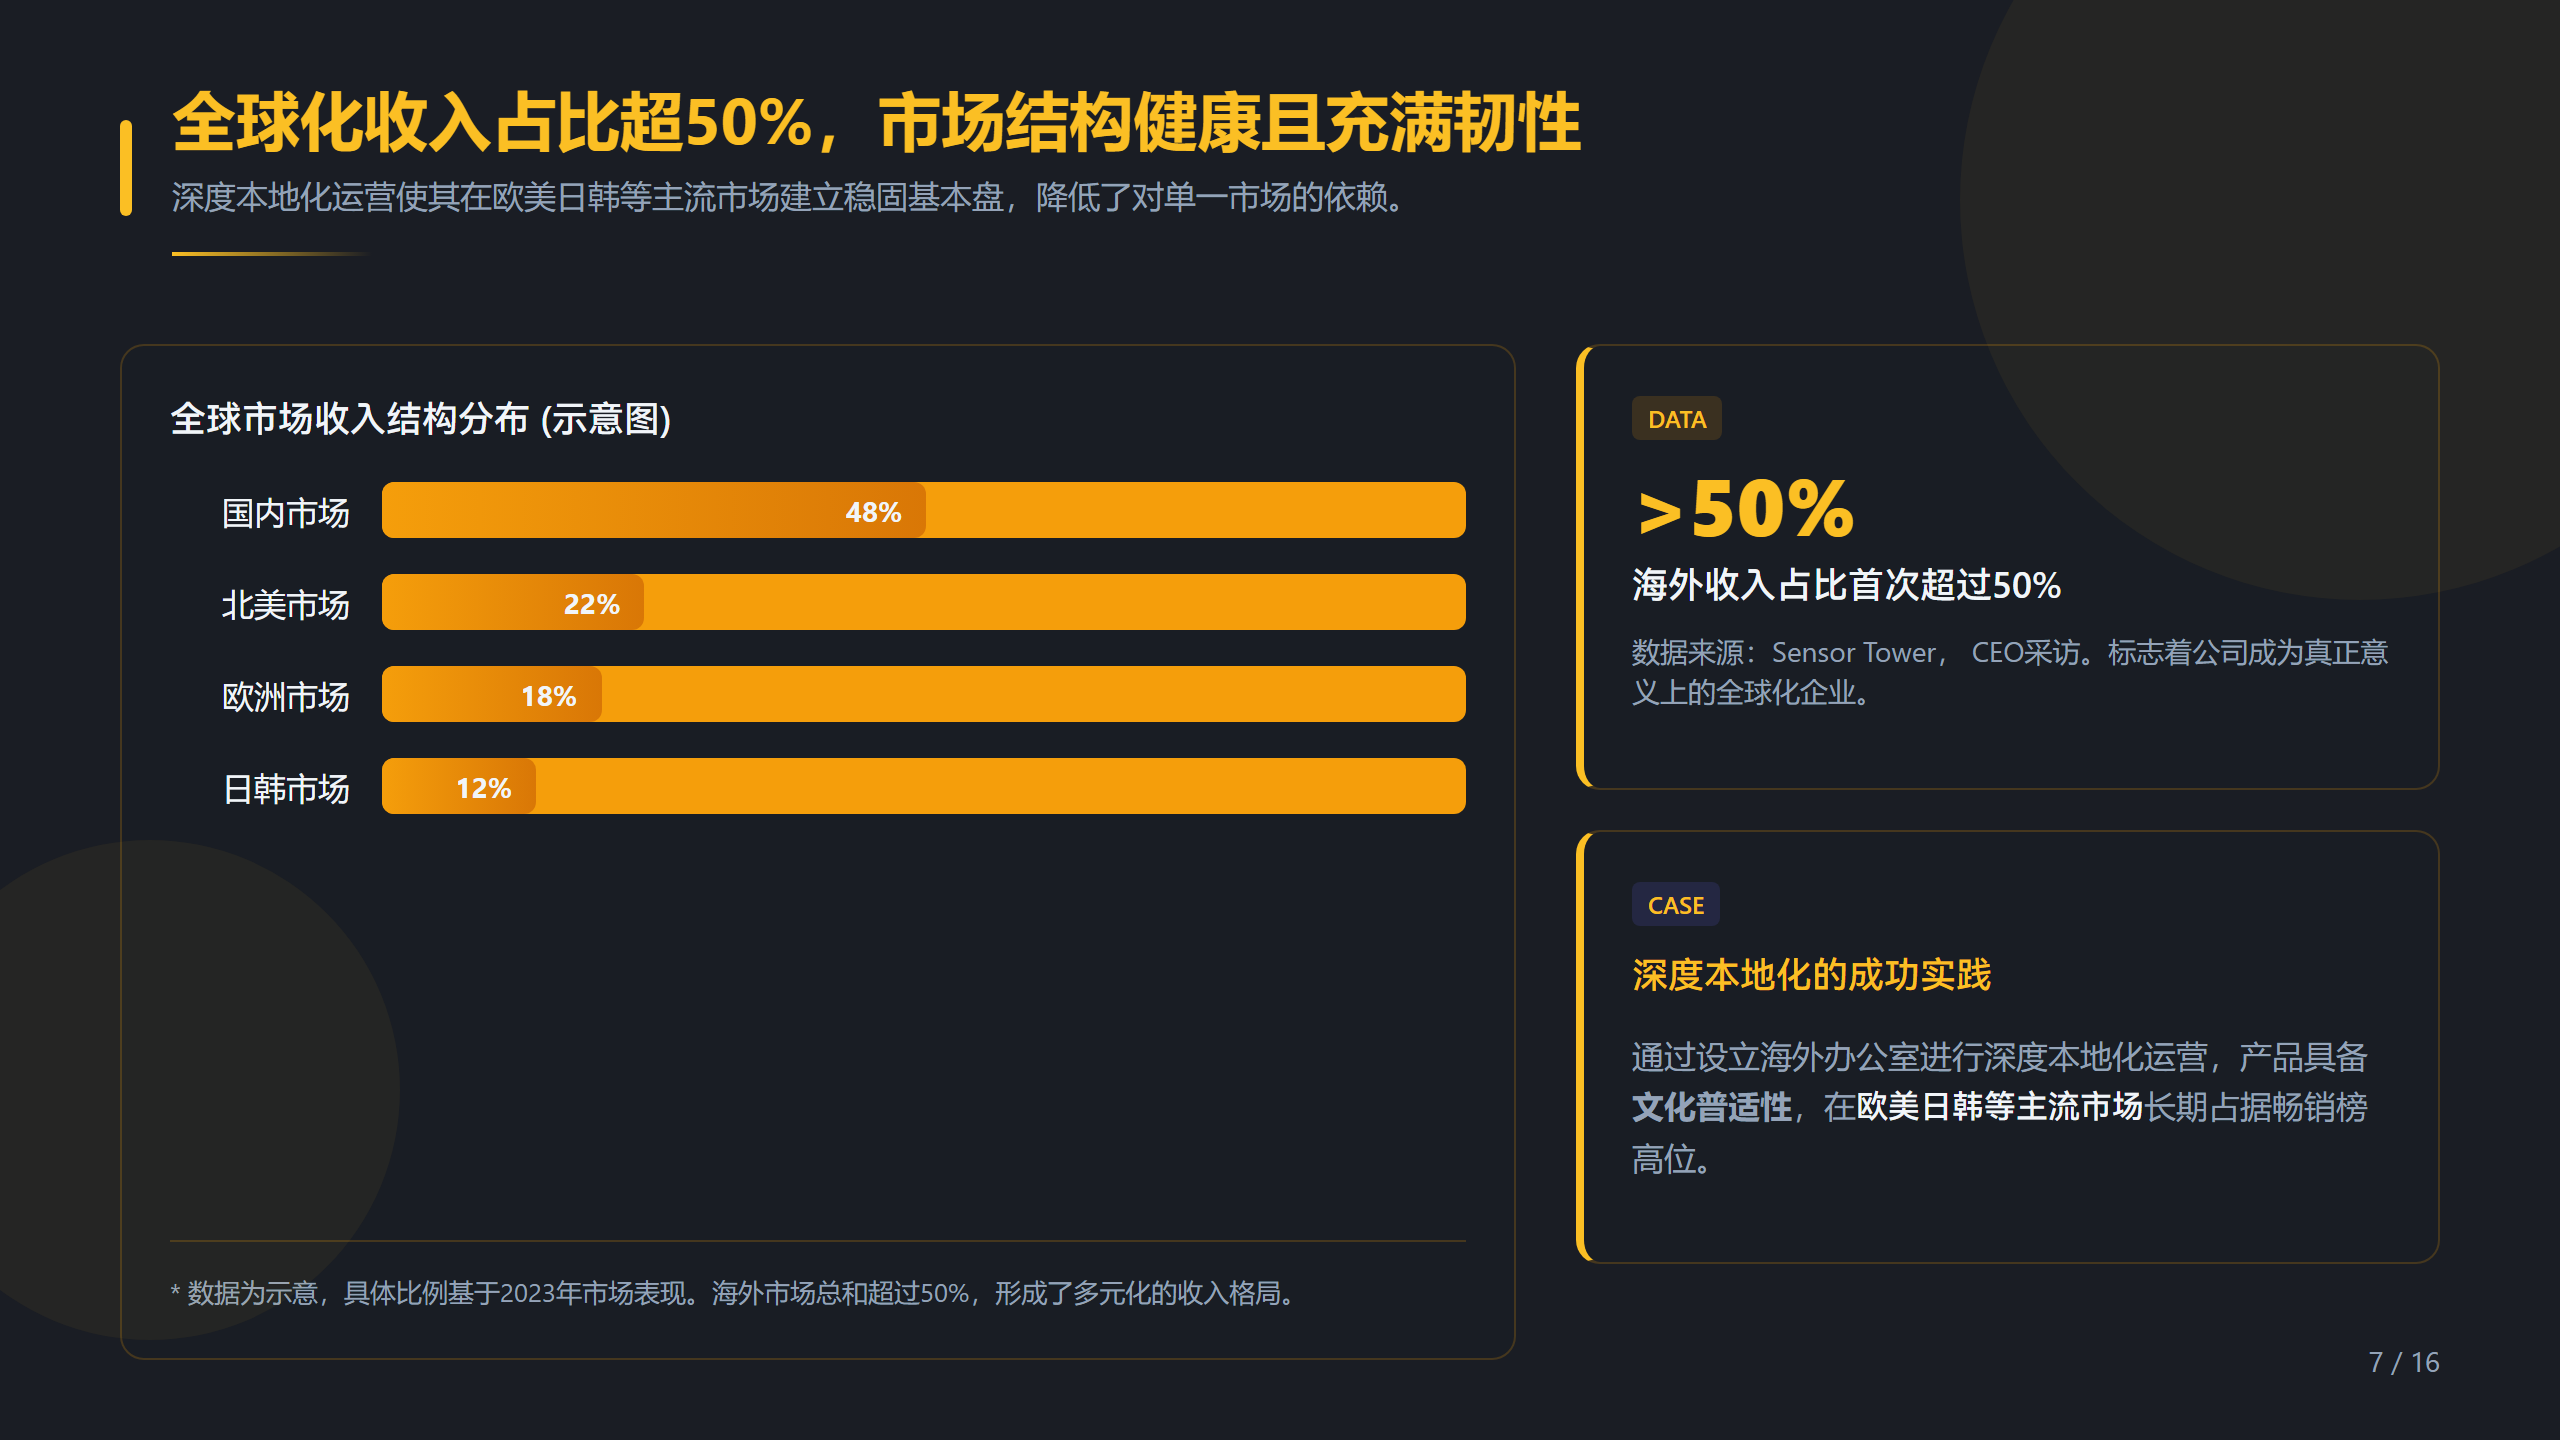 全球化收入占比超50%，市场结构健康且充满韧性
深度本地化运营使其在欧美日韩等主流市场建立稳固基本盘，降低了对单一市场的依赖。
全球市场收入结构分布 (示意图)
国内市场 48%
北美市场 22%
欧洲市场 18%
日韩市场 12%
* 数据为示意，具体比例基于2023年市场表现。海外市场总和超过50%，形成了多元化的收入格局。
DATA
>50%
海外收入占比首次超过50%
数据来源：Sensor Tower， CEO采访。标志着公司成为真正意
义上的全球化企业。
CASE
深度本地化的成功实践
通过设立海外办公室进行深度本地化运营，产品具备
文化普适性，在欧美日韩等主流市场长期占据畅销榜
高位。
7 / 16